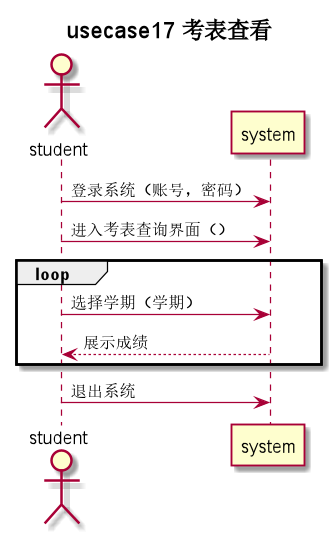 usecase17 考表查看
student
system
登录系统（账号，密码）
进入考表查询界面（）
loop
选择学期（学期）
展示成绩
退出系统
student
system